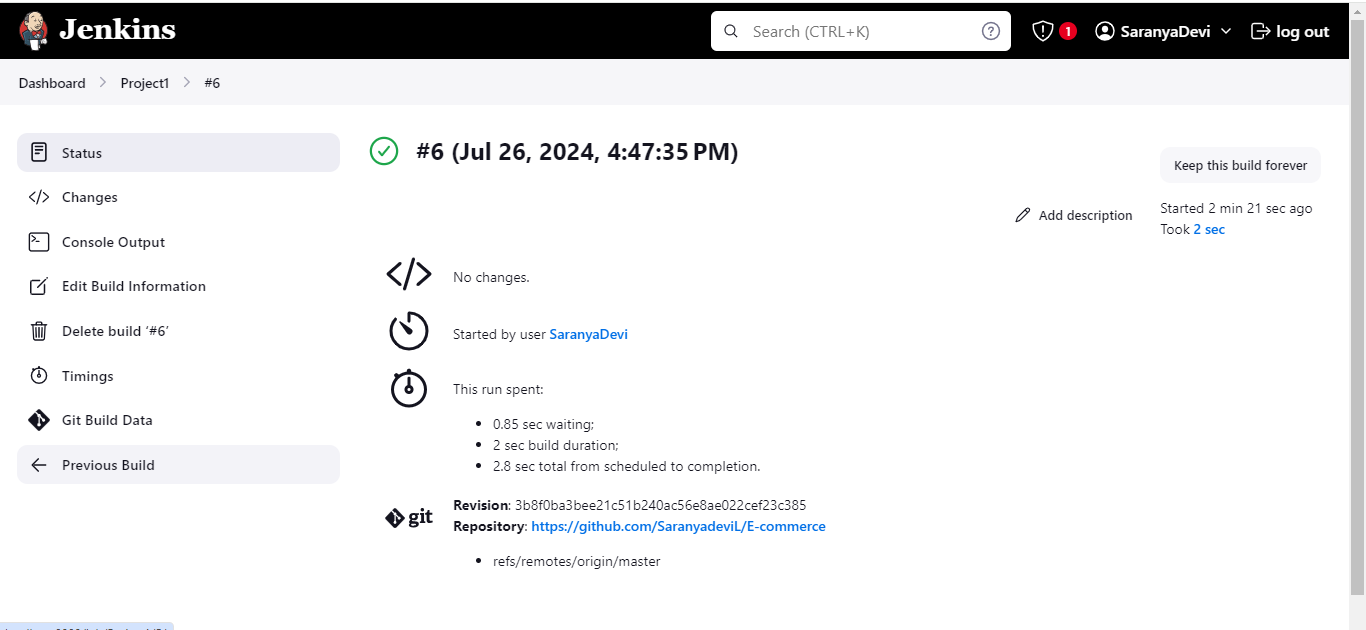 Jenkins
Search (CTRL+K)
?
1
SaranyaDevi
log out
Dashboard
Project1
#6
Status
Changes
Console Output
Edit Build Information
Delete build ‘#6’
Timings
Git Build Data
Previous Build
#6 (Jul 26, 2024, 4:47:35 PM)
Keep this build forever
Add description
Started 2 min 21 sec ago
Took 2 sec
No changes.
Started by user SaranyaDevi
This run spent:
0.85 sec waiting;
2 sec build duration;
2.8 sec total from scheduled to completion.
git
Revision: 3b8f0ba3bee21c51b240ac56e8ae022cef23c385
Repository: https://github.com/SaranyadeviL/E-commerce
refs/remotes/origin/master